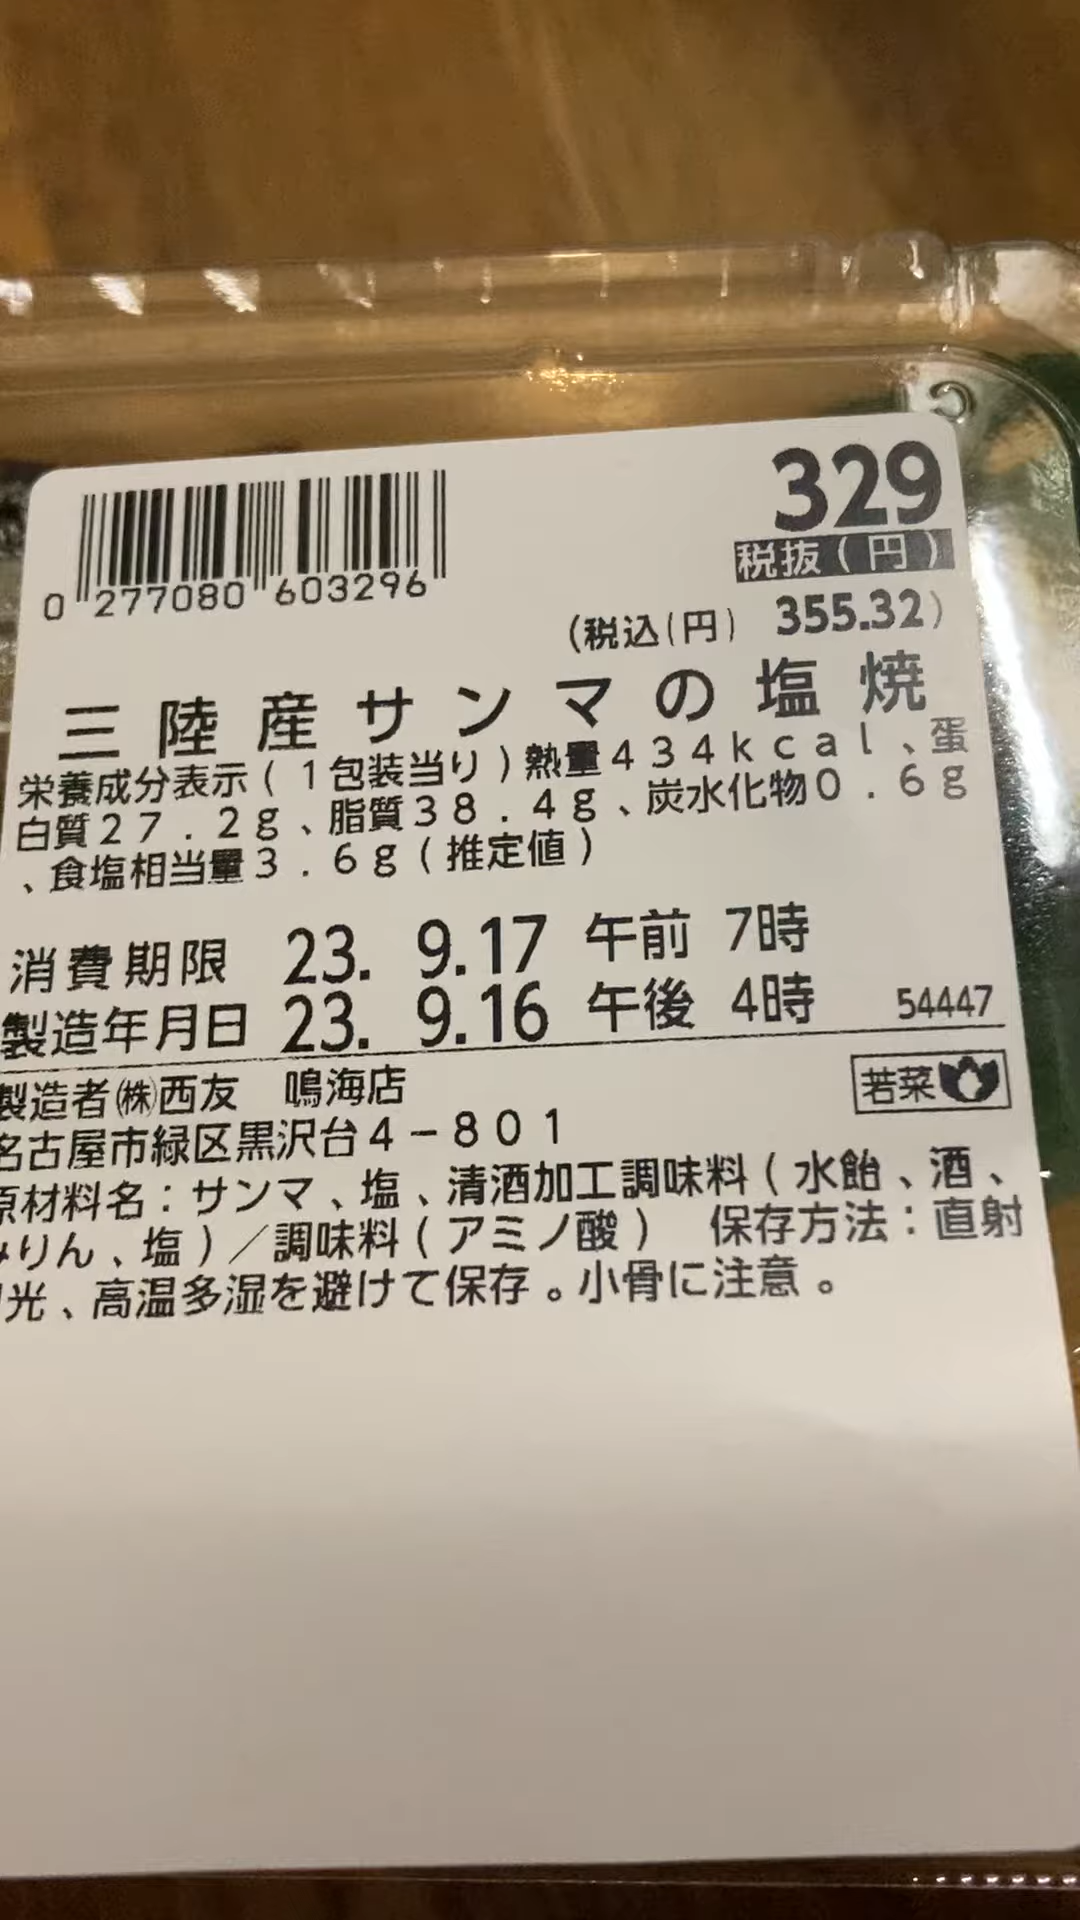 329
税抜(円)
0 277080 603296
(税込(円) 355.32)
三陸産サンマの塩焼
栄養成分表示(1包装当り)熱量434kcal、蛋
白質27.2g、脂質38.4g、炭水化物0.6g
、食塩相当量3.6g(推定値)
消費期限 23. 9.17 午前 7時
製造年月日 23. 9.16 午後 4時 54447
製造者㈱西友 鳴海店
若菜
名古屋市緑区黒沢台4-801
原材料名:サンマ、塩、清酒加工調味料(水飴、酒、
みりん、塩)/調味料(アミノ酸) 保存方法:直射
光、高温多湿を避けて保存。小骨に注意。